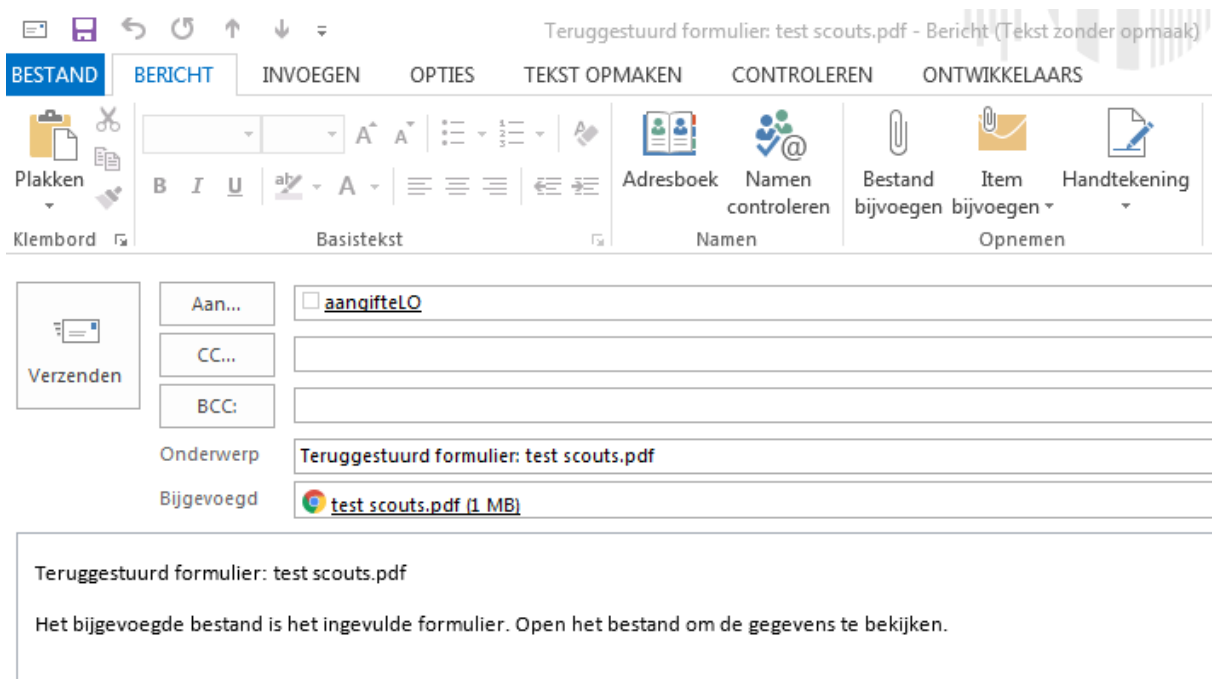 Teruggestuurd formulier: test scouts.pdf - Bericht (Tekst zonder opmaak)
BESTAND BERICHT INVOEGEN OPTIES TEKST OPMAKEN CONTROLEREN ONTWIKKELAARS
Plakken
B I U aby A
Adresboek
Namen
controleren
Bestand
bijvoegen
Item
bijvoegen
Handtekening
Klembord Basistekst Namen Opnemen
Verzenden
Aan... aangifteLO
CC...
BCC:
Onderwerp Teruggestuurd formulier: test scouts.pdf
Bijgevoegd test scouts.pdf (1 MB)
Teruggestuurd formulier: test scouts.pdf
Het bijgevoegde bestand is het ingevulde formulier. Open het bestand om de gegevens te bekijken.